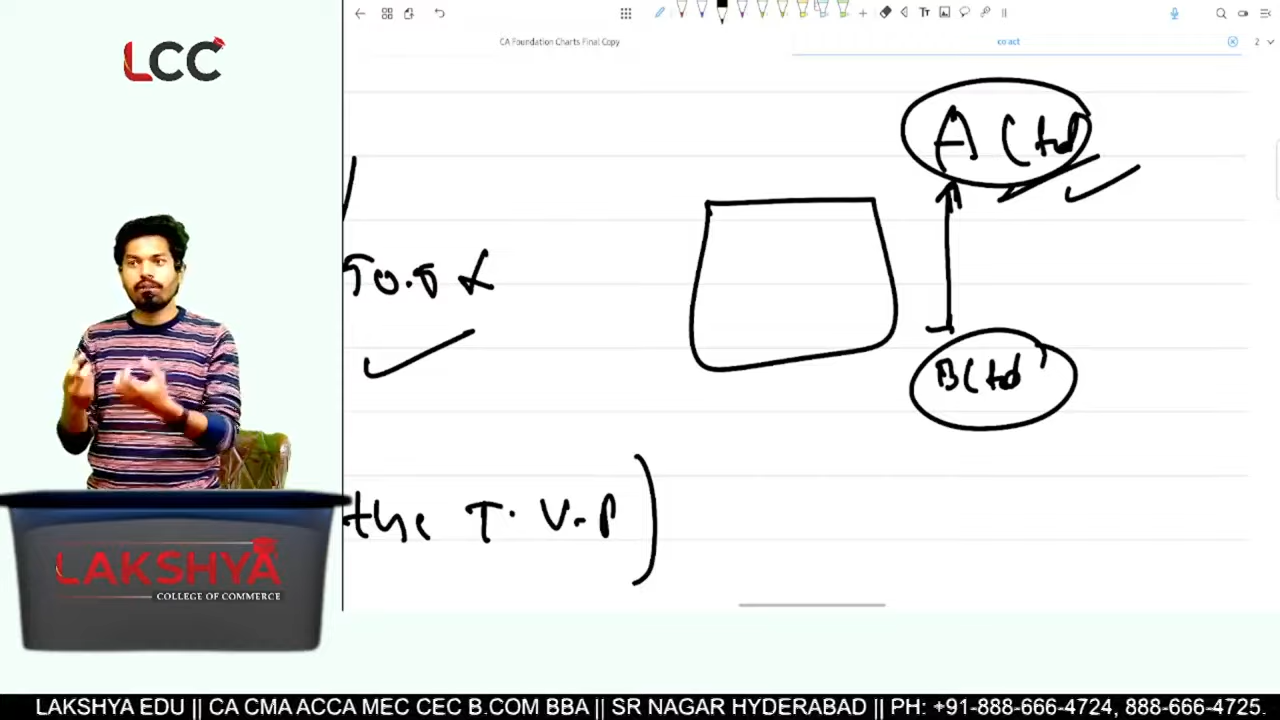 CA Foundation Charts Final Copy
co act
2
LCC
A Ltd
50.0
B Ltd
the T.V.P)
LAKSHYA
COLLEGE OF COMMERCE
LAKSHYA EDU || CA CMA ACCA MEC CEC B.COM BBA || SR NAGAR HYDERABAD || PH: +91-888-666-4724, 888-666-4725.